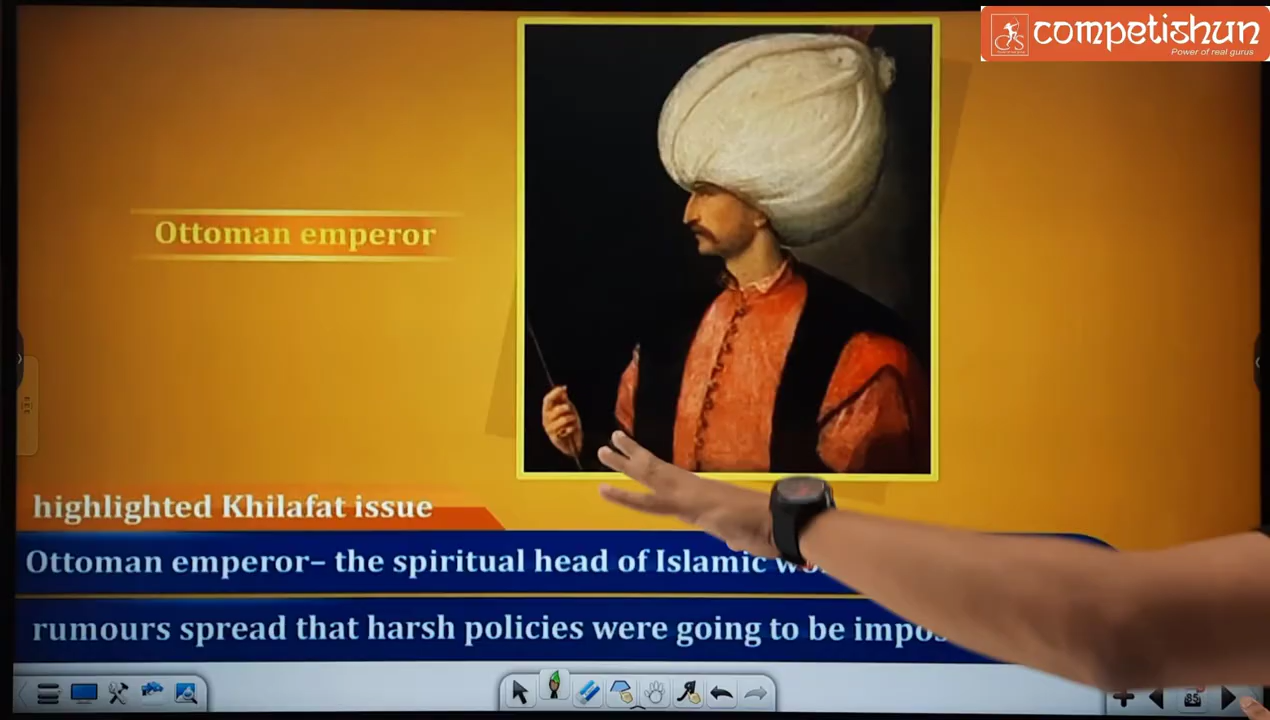 competishun
Power of real gurus
Ottoman emperor
highlighted Khilafat issue
Ottoman emperor– the spiritual head of Islamic
rumours spread that harsh policies were going to be
85